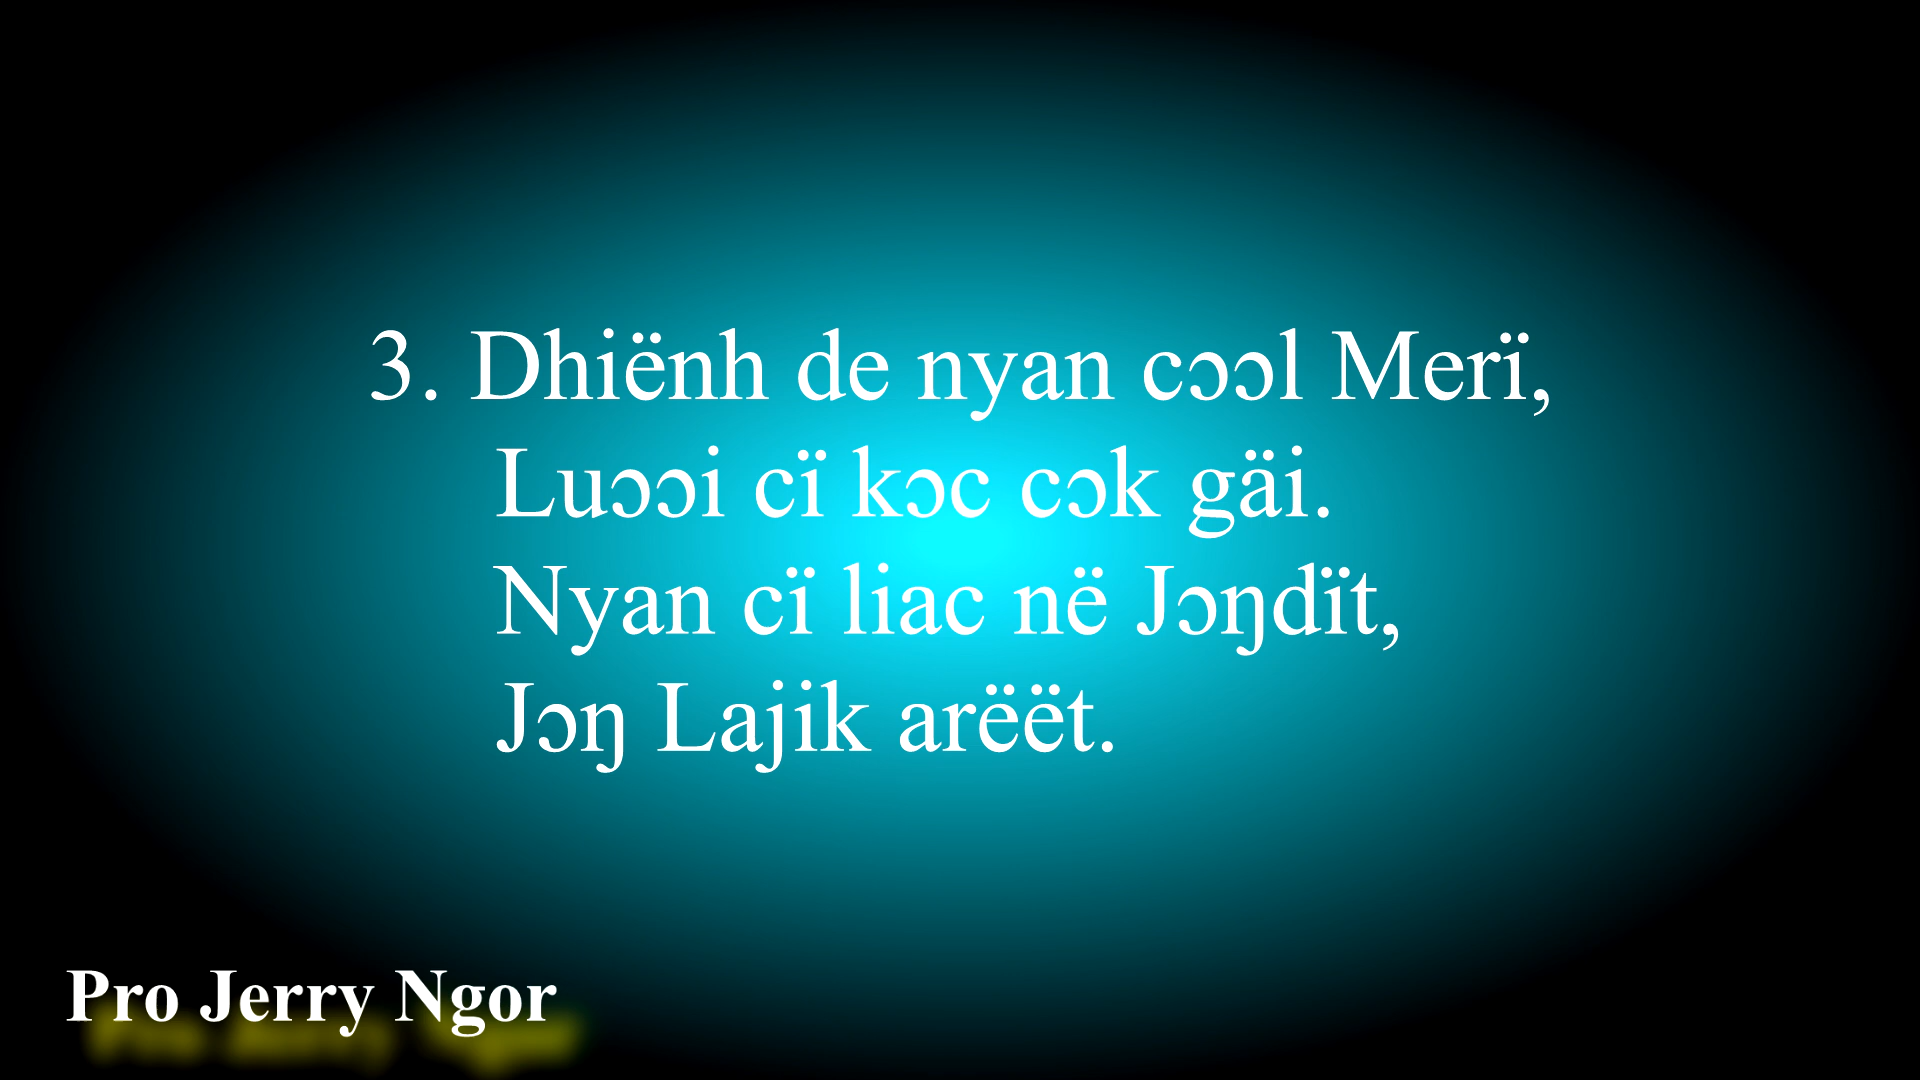 3. Dhiënh de nyan cɔɔl Merï,
Luɔɔi cï kɔc cɔk gäi.
Nyan cï liac në Jɔŋdït,
Jɔŋ Lajik arëët.
Pro Jerry Ngor